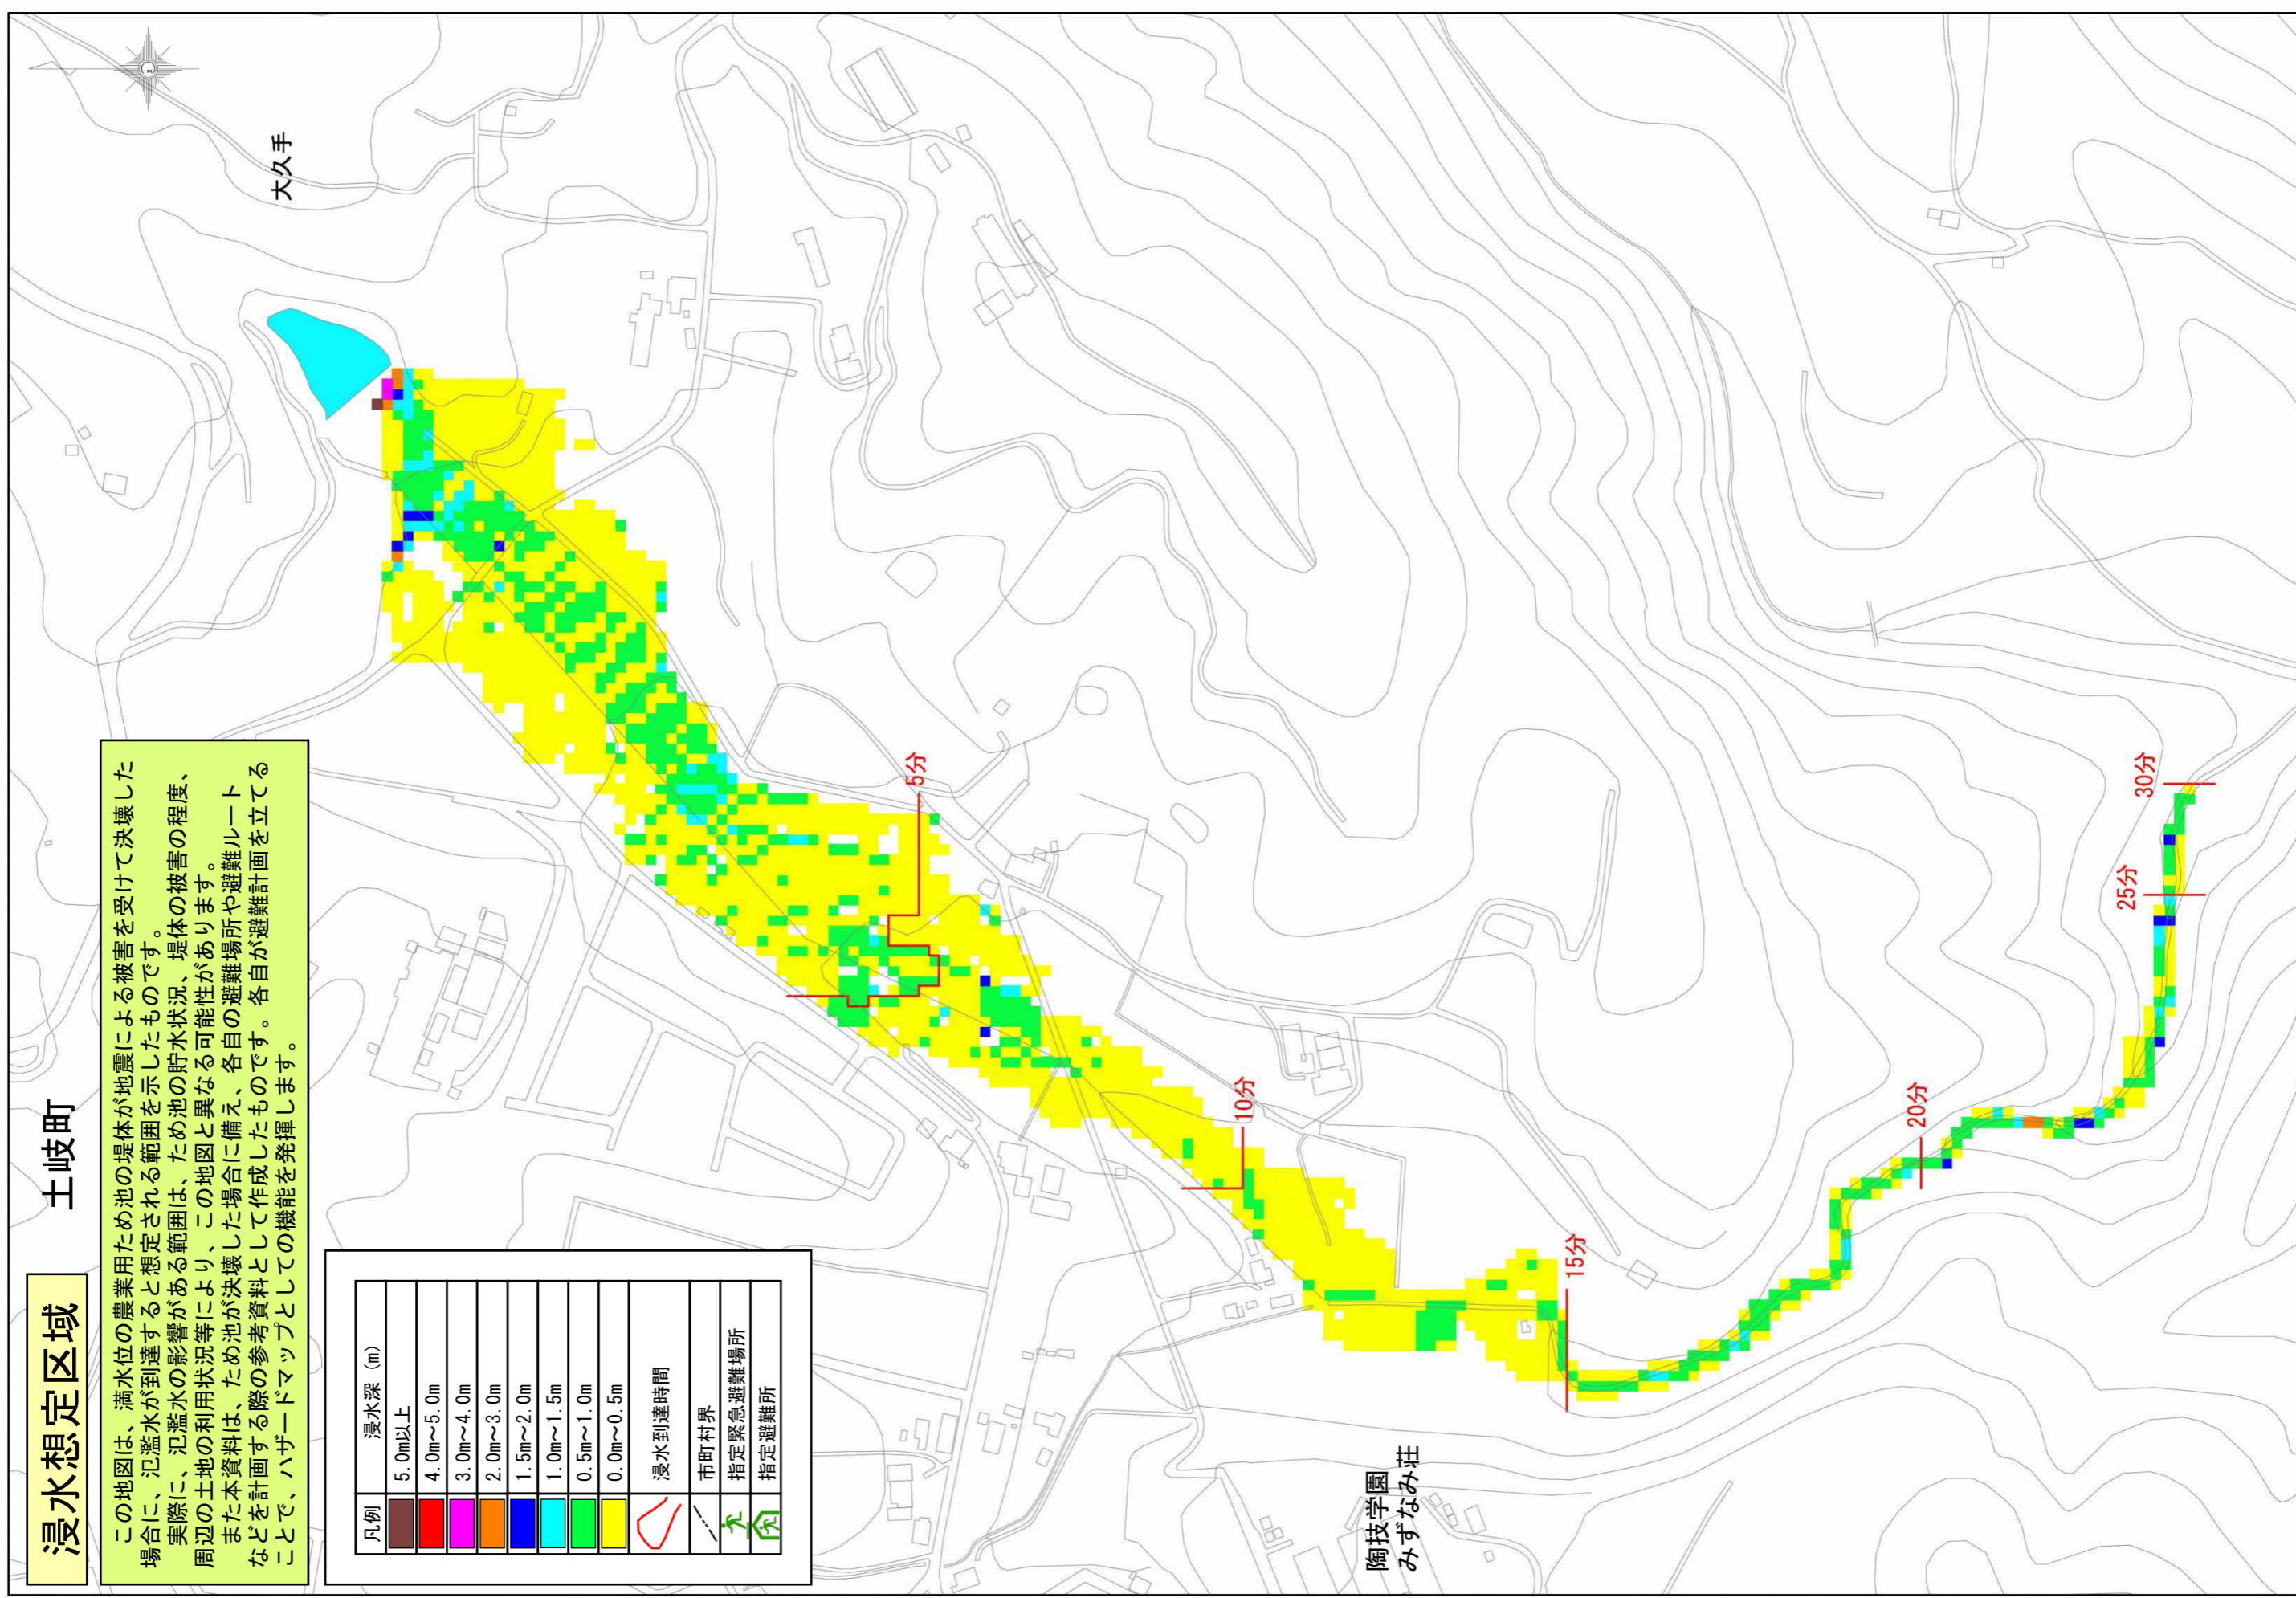 浸水想定区域
土岐町
この地図は、満水位の農業用ため池の堤体が地震による被害を受けて決壊した
場合に、氾濫水が到達すると想定される範囲を示したものです。
実際に、氾濫水の影響がある範囲は、ため池の貯水状況、堤体の被害の程度、
周辺の土地の利用状況等により、この地図と異なる可能性があります。
また本資料は、ため池が決壊した場合に備え、各自の避難場所や避難ルート
などを計画する際の参考資料として作成したものです。各自が避難計画を立てる
ことで、ハザードマップとしての機能を発揮します。
凡例 浸水深 (m)
5.0m以上
4.0m~5.0m
3.0m~4.0m
2.0m~3.0m
1.5m~2.0m
1.0m~1.5m
0.5m~1.0m
0.0m~0.5m
浸水到達時間
市町村界
指定緊急避難場所
指定避難所
大久手
5分
10分
15分
20分
25分
30分
陶技学園
みずなみ荘